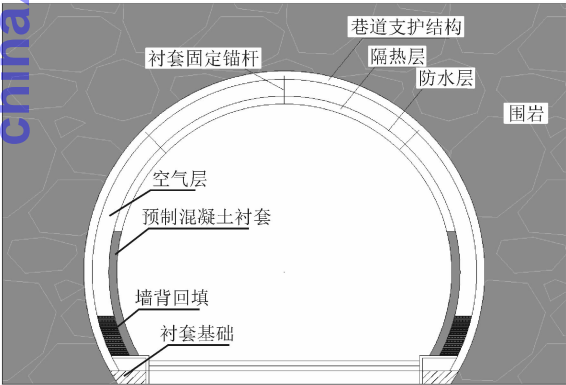 china.
巷道支护结构
衬套固定锚杆
隔热层
防水层
围岩
空气层
预制混凝土衬套
墙背回填
衬套基础